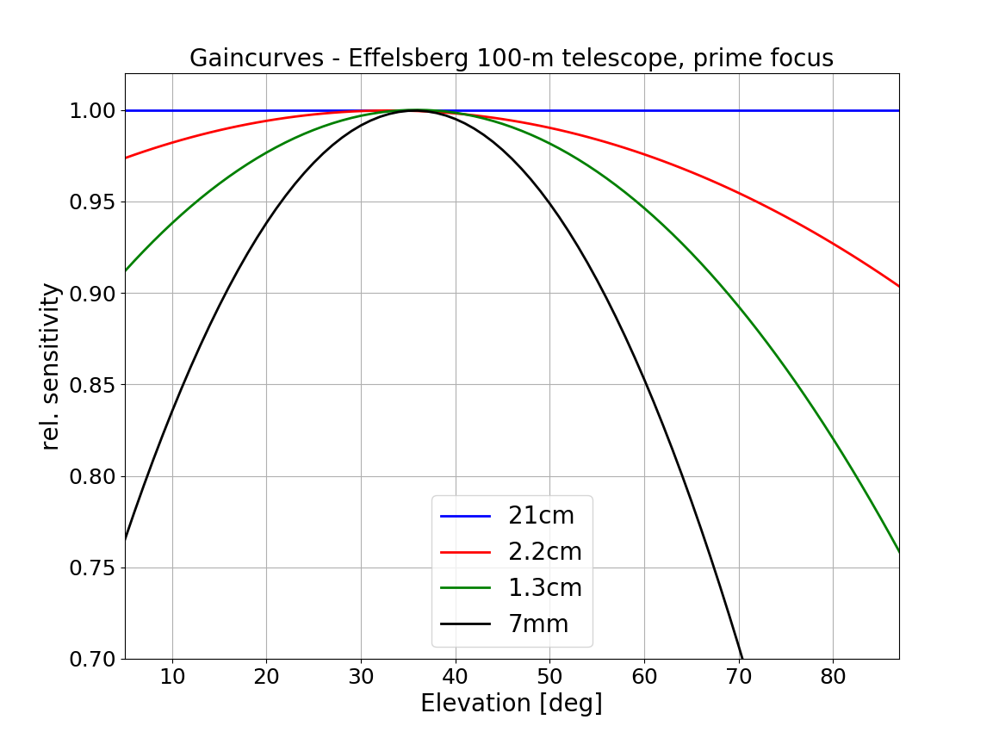 Gaincurves - Effelsberg 100-m telescope, prime focus
rel. sensitivity
1.00
0.95
0.90
0.85
0.80
0.75
0.70
21cm
2.2cm
1.3cm
7mm
10 20 30 40 50 60 70 80
Elevation [deg]